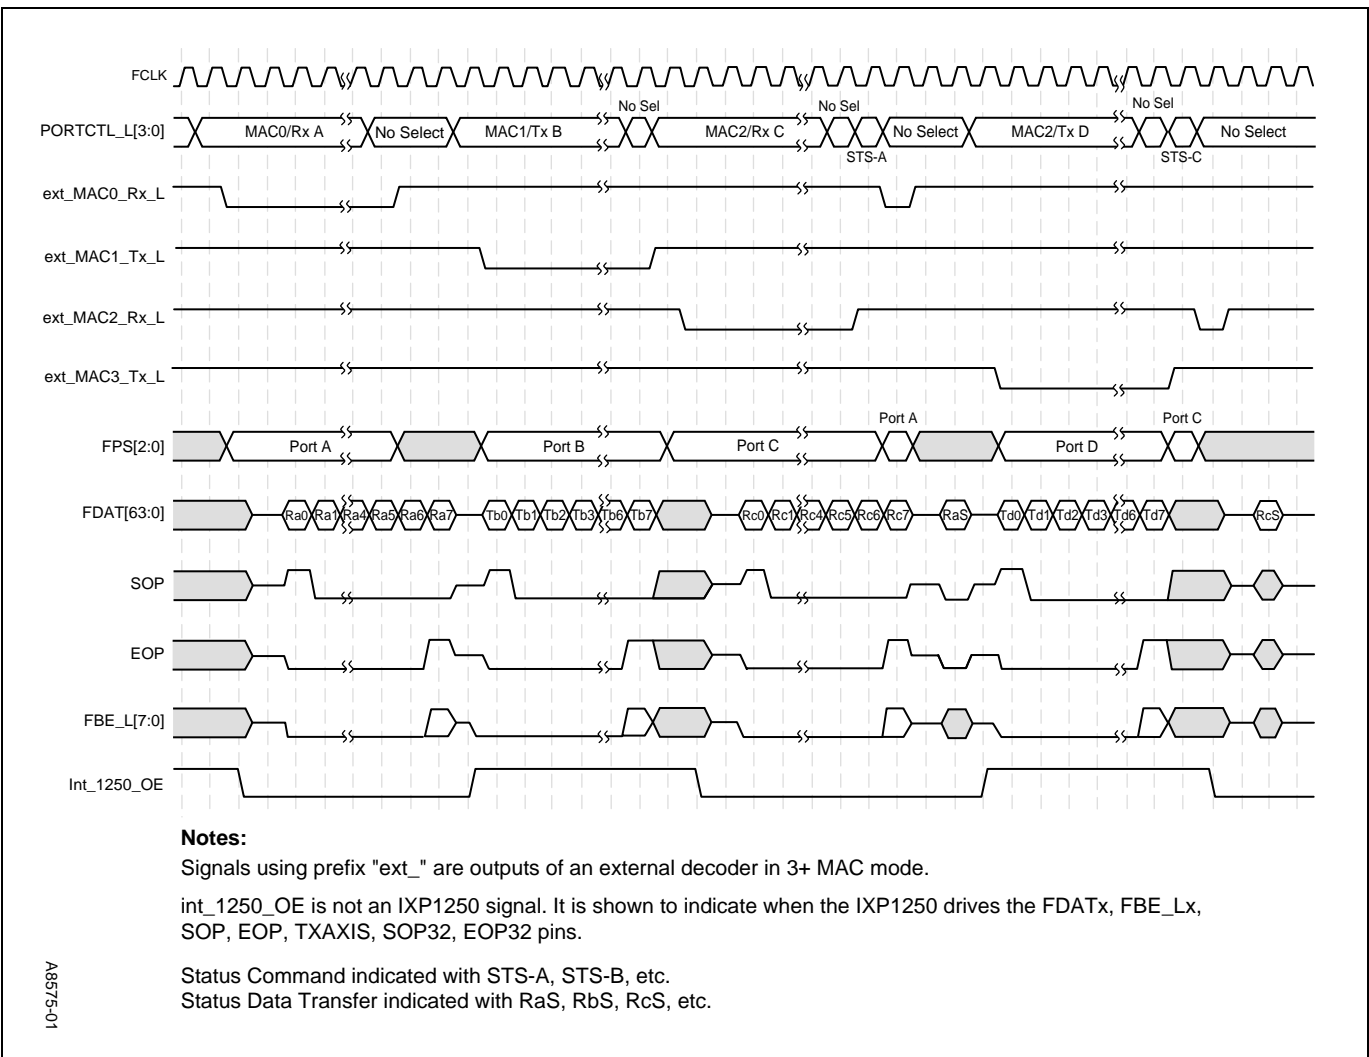 FCLK
No Sel No Sel No Sel
PORTCTL_L[3:0] MAC0/Rx A No Select MAC1/Tx B MAC2/Rx C No Select MAC2/Tx D No Select
STS-A STS-C
ext_MAC0_Rx_L
ext_MAC1_Tx_L
ext_MAC2_Rx_L
ext_MAC3_Tx_L
Port A Port C
FPS[2:0] Port A Port B Port C Port D
FDAT[63:0] Ra0 Ra1 Ra4 Ra5 Ra6 Ra7 Tb0 Tb1 Tb2 Tb3 Tb6 Tb7 Rc0 Rc1 Rc4 Rc5 Rc6 Rc7 RaS Td0 Td1 Td2 Td3 Td6 Td7 RcS
SOP
EOP
FBE_L[7:0]
Int_1250_OE
Notes:
Signals using prefix "ext_" are outputs of an external decoder in 3+ MAC mode.
int_1250_OE is not an IXP1250 signal. It is shown to indicate when the IXP1250 drives the FDATx, FBE_Lx,
SOP, EOP, TXAXIS, SOP32, EOP32 pins.
Status Command indicated with STS-A, STS-B, etc.
Status Data Transfer indicated with RaS, RbS, RcS, etc.
A8575-01